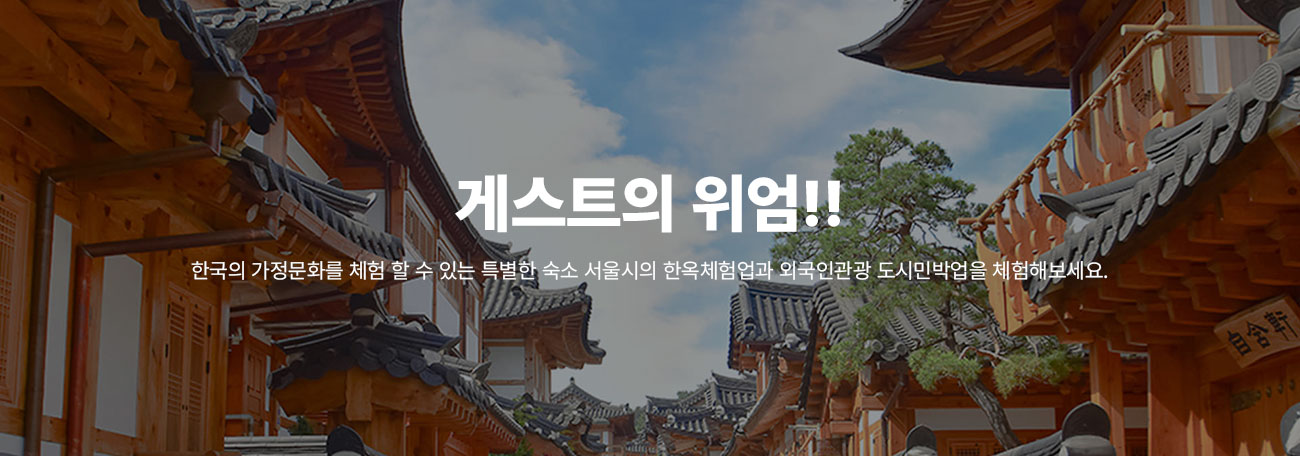 게스트의 위엄!!
한국의 가정문화를 체험 할 수 있는 특별한 숙소 서울시의 한옥체험업과 외국인관광 도시민박업을 체험해보세요.